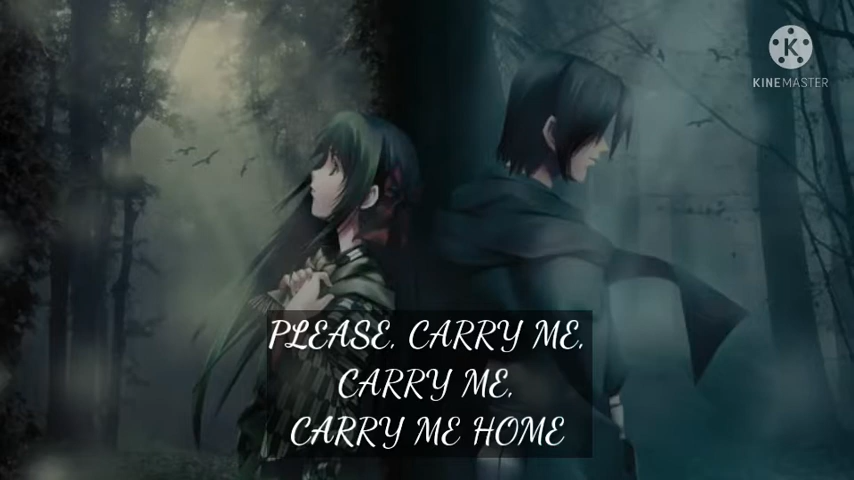 KINEMASTER
PLEASE, CARRY ME,
CARRY ME,
CARRY ME HOME